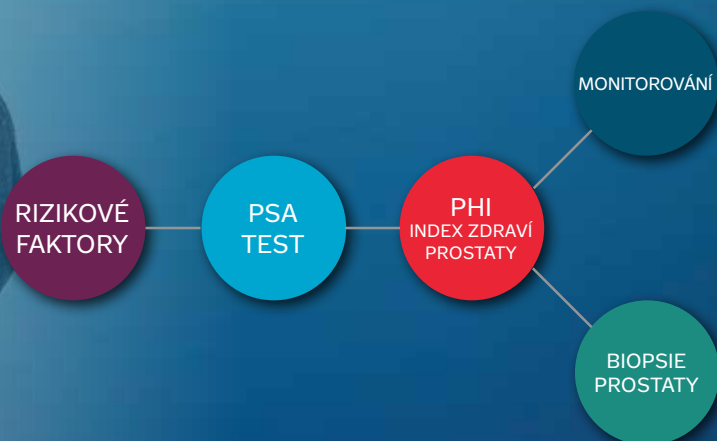 RIZIKOVÉ
FAKTORY
PSA
TEST
PHI
INDEX ZDRAVÍ
PROSTATY
MONITOROVÁNÍ
BIOPSIE
PROSTATY